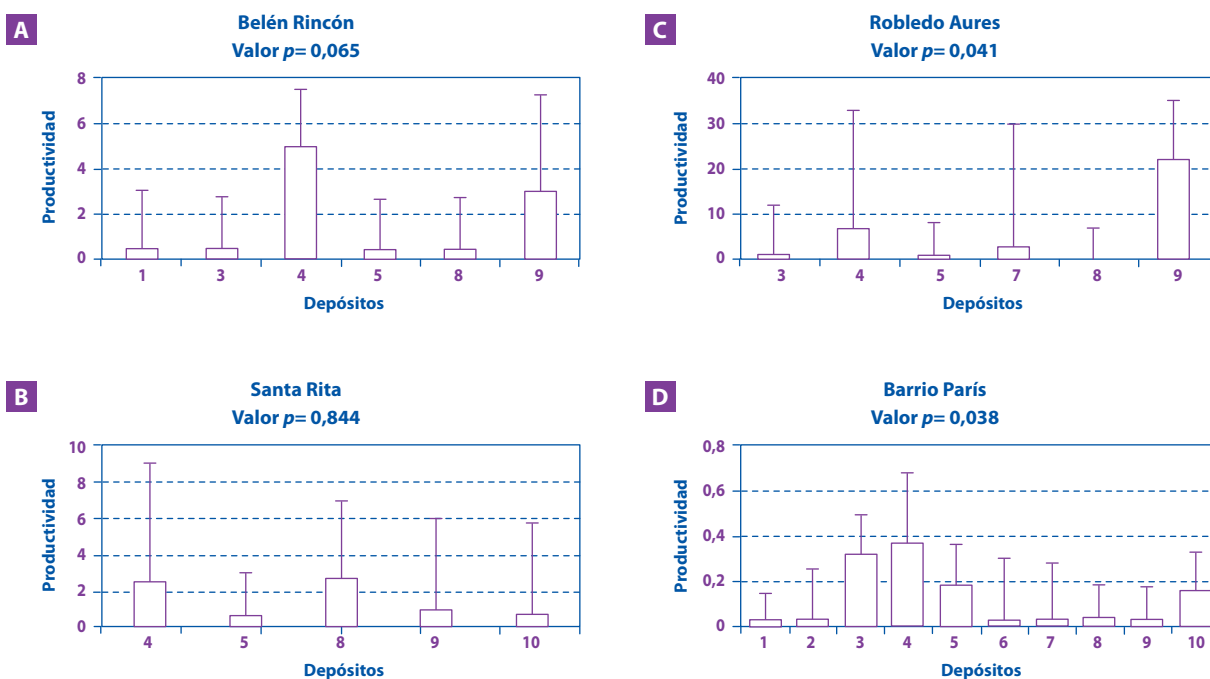 A
Belén Rincón
Valor p= 0,065
Productividad
8
6
4
2
0
1 3 4 5 8 9
Depósitos
C
Robledo Aures
Valor p= 0,041
Productividad
40
30
20
10
0
3 4 5 7 8 9
Depósitos
B
Santa Rita
Valor p= 0,844
Productividad
10
8
6
4
2
0
4 5 8 9 10
Depósitos
D
Barrio París
Valor p= 0,038
Productividad
0,8
0,6
0,4
0,2
0
1 2 3 4 5 6 7 8 9 10
Depósitos